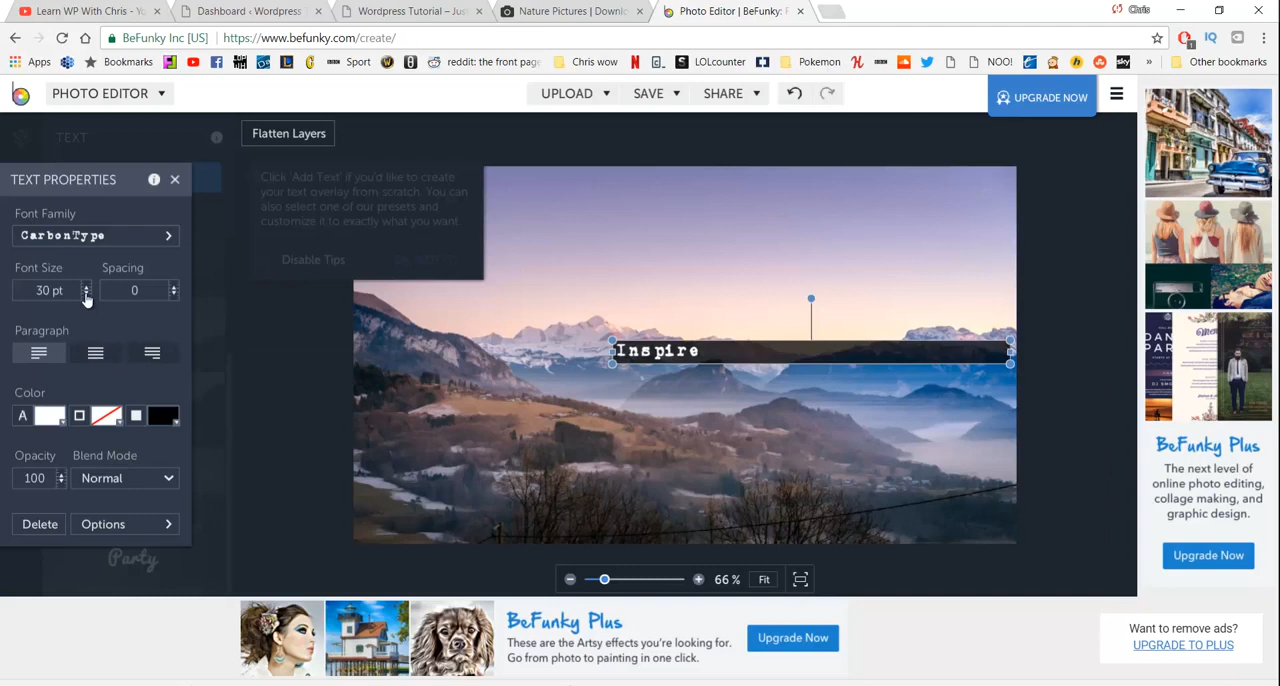 Learn WP With Chris - Yo
Dashboard ‹ Wordpress
Wordpress Tutorial – Jus
Nature Pictures | Downlo
Photo Editor | BeFunky: P
Chris
BeFunky Inc [US] https://www.befunky.com/create/
Apps Bookmarks Sport reddit: the front page Chris wow LOLcounter Pokemon NOO! Other bookmarks
PHOTO EDITOR UPLOAD SAVE SHARE UPGRADE NOW
TEXT
Flatten Layers
TEXT PROPERTIES
Click 'Add Text' if you'd like to create
your text overlay from scratch. You can
also select one of our presets and
customize it to exactly what you want.
Disable Tips
Font Family
CarbonType
Font Size Spacing
30 pt 0
Paragraph
Color
A
Opacity Blend Mode
100 Normal
Delete Options
Party
Inspire
66 % Fit
BeFunky Plus
The next level of
online photo editing,
collage making, and
graphic design.
Upgrade Now
BeFunky Plus
These are the Artsy effects you're looking for.
Go from photo to painting in one click.
Upgrade Now
Want to remove ads?
UPGRADE TO PLUS